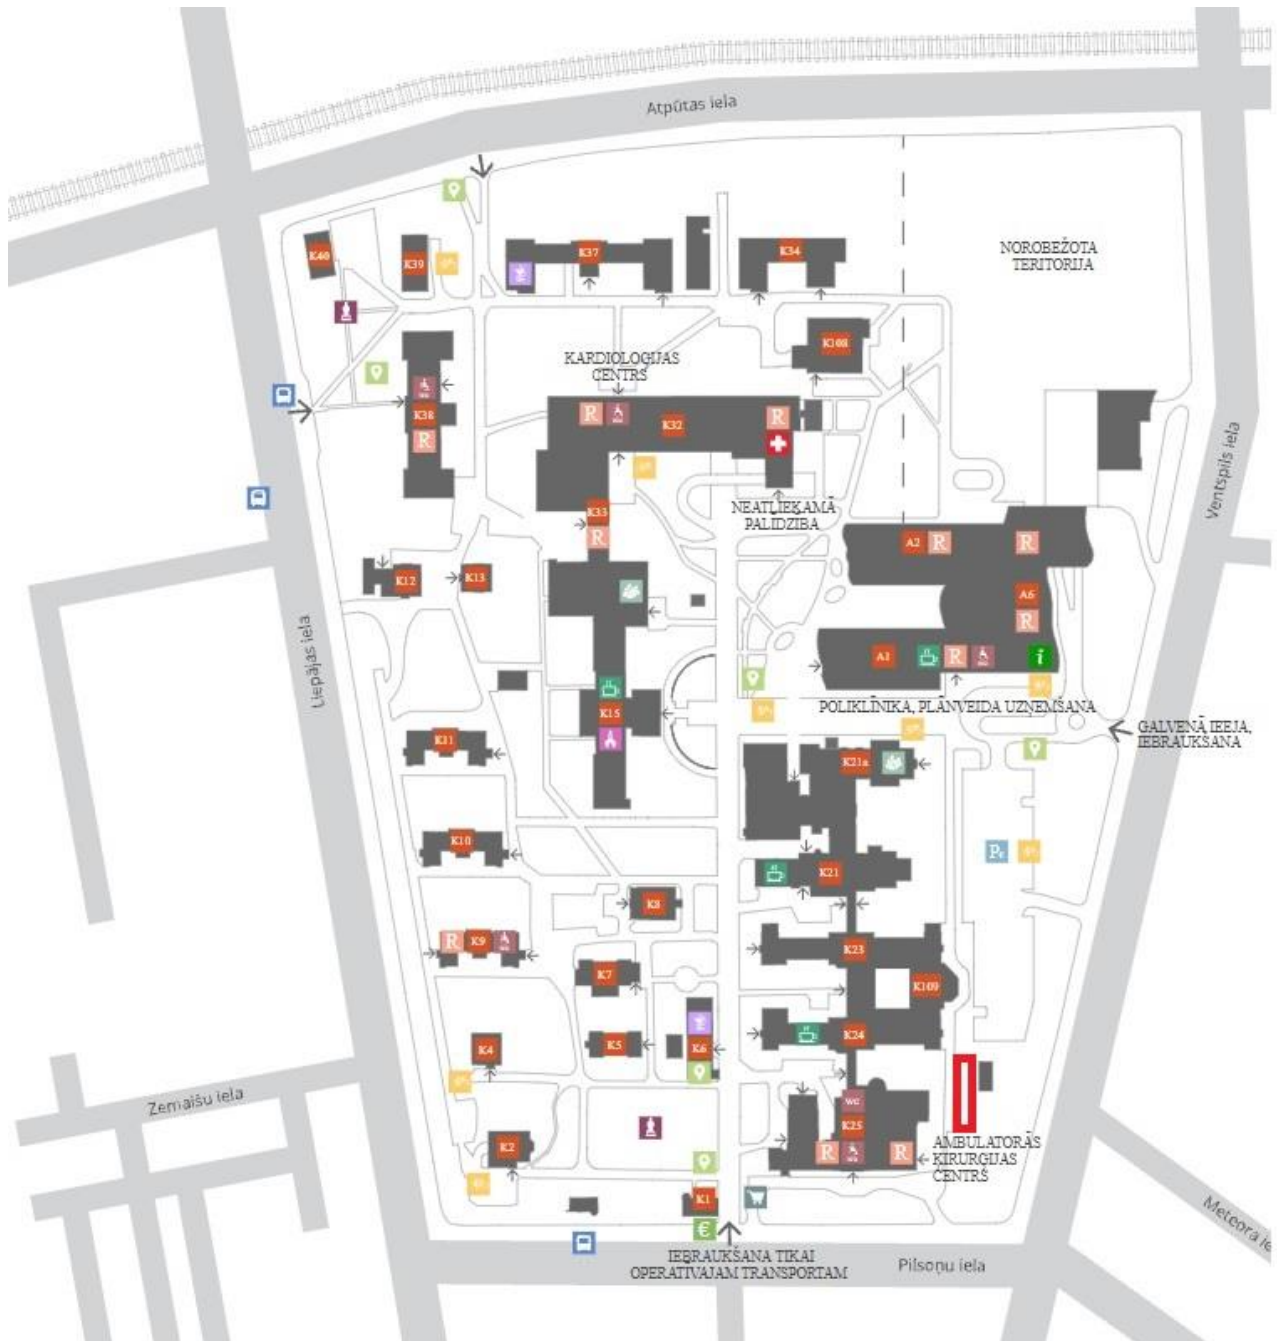 Atpūtas iela
K40
K39
K37
K34
NOROBEŽOTA
TERITORIJA
K108
KARDIOLOĢIJAS
CENTRS
K38
R
R
K32
R
NEATLIEKAMĀ
PALĪDZĪBA
K33
R
Ventspils iela
A2
R
R
K12
K13
A6
R
Liepājas iela
A1
R
i
POLIKLĪNIKA, PLĀNVEIDA UZŅEMŠANA
GALVENĀ IEEJA,
IEBRAUKŠANA
K15
K11
K21a
K10
K21
K8
R
K9
K23
K7
K109
K24
K5
K6
K4
Zemaišu iela
wc
K25
K2
R
R
AMBULATORĀS
ĶIRURĢIJAS
CENTRS
K1
€
IEBRAUKŠANA TIKAI
OPERATĪVAJAM TRANSPORTAM
Pilsoņu iela
Meteora ie